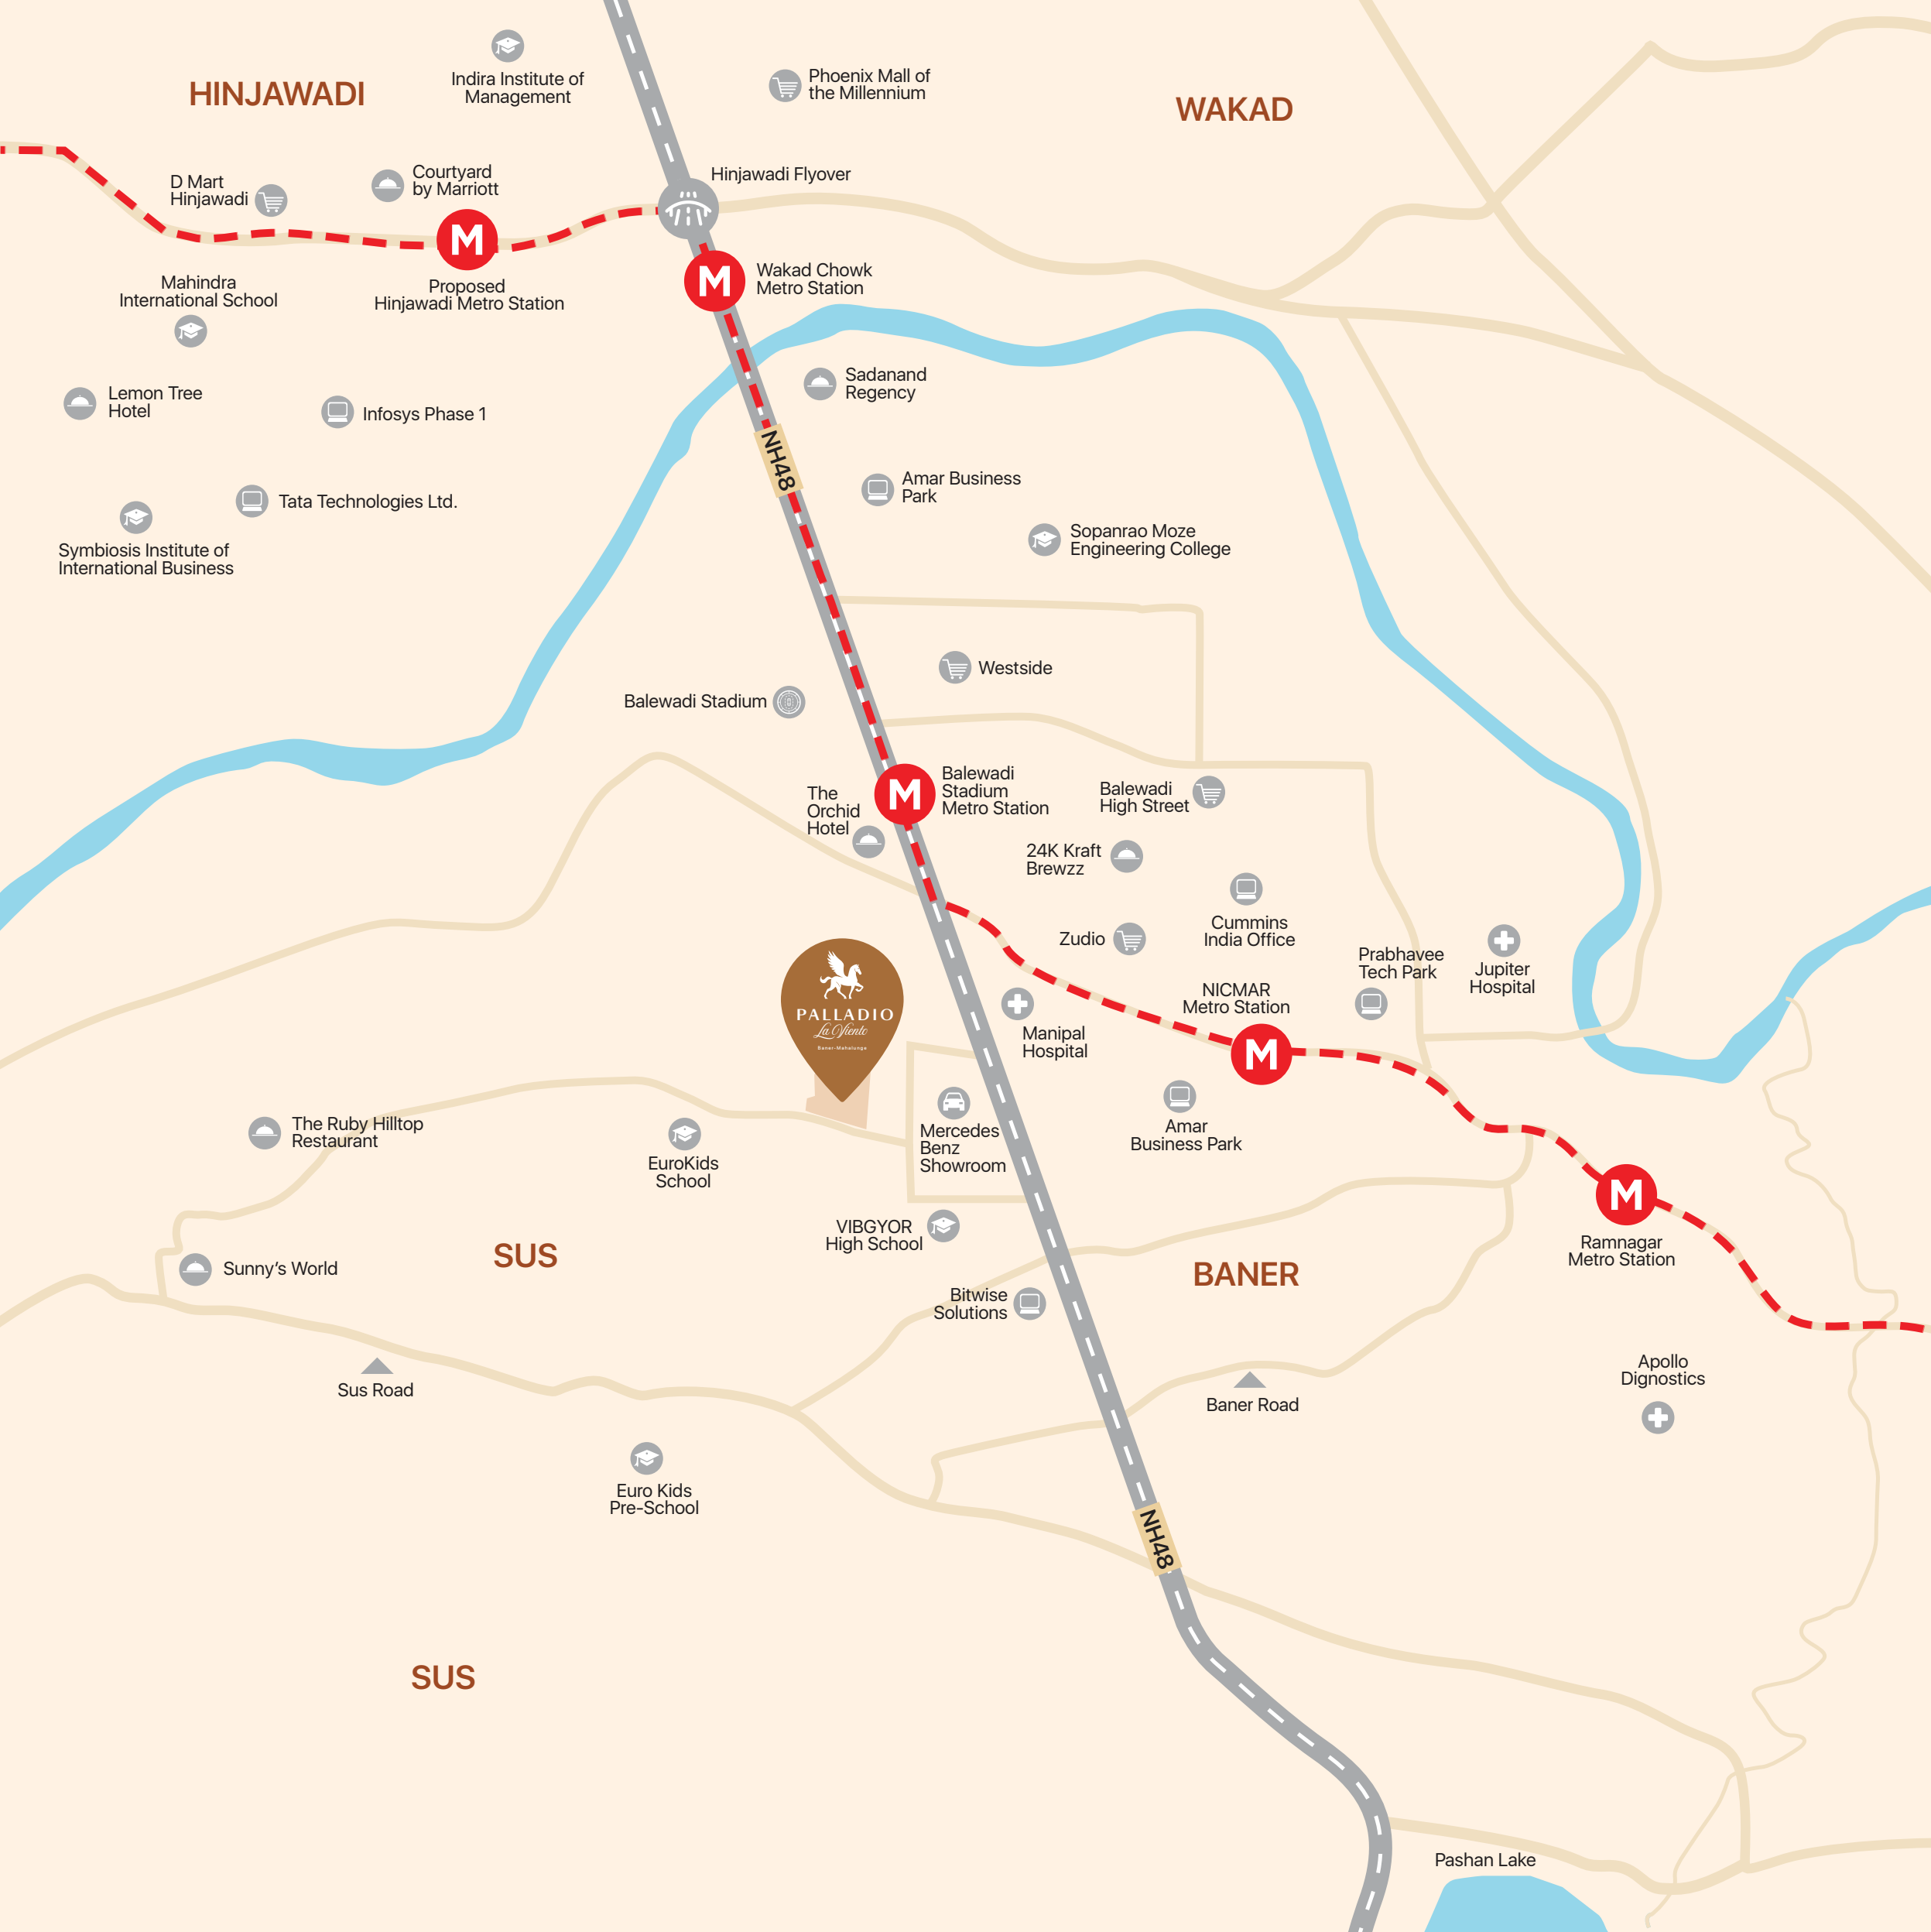 HINJAWADI
Indira Institute of
Management
Phoenix Mall of
the Millennium
WAKAD
D Mart
Hinjawadi
Courtyard
by Marriott
Hinjawadi Flyover
M
Proposed
Hinjawadi Metro Station
M
Wakad Chowk
Metro Station
Mahindra
International School
Lemon Tree
Hotel
Infosys Phase 1
Sadanand
Regency
NH48
Tata Technologies Ltd.
Amar Business
Park
Symbiosis Institute of
International Business
Sopanrao Moze
Engineering College
Westside
Balewadi Stadium
M
Balewadi
Stadium
Metro Station
The
Orchid
Hotel
Balewadi
High Street
24K Kraft
Brewzz
Cummins
India Office
Zudio
Prabhavee
Tech Park
Jupiter
Hospital
PALLADIO
La Viento
Baner-Mahalunge
Manipal
Hospital
NICMAR
Metro Station
M
The Ruby Hilltop
Restaurant
EuroKids
School
Mercedes
Benz
Showroom
Amar
Business Park
M
Ramnagar
Metro Station
VIBGYOR
High School
SUS
Sunny's World
BANER
Bitwise
Solutions
Sus Road
Baner Road
Apollo
Dignostics
Euro Kids
Pre-School
NH48
SUS
Pashan Lake